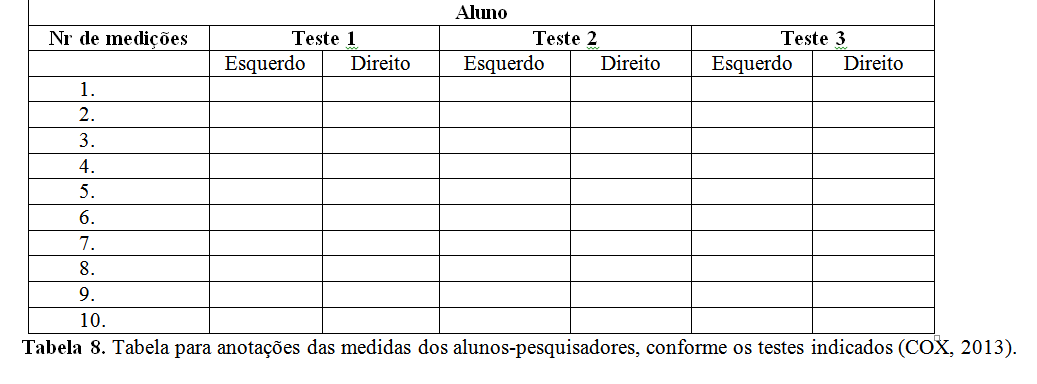 Aluno
Nr de medições Teste 1 Teste 2 Teste 3
Esquerdo Direito Esquerdo Direito Esquerdo Direito
1.
2.
3.
4.
5.
6.
7.
8.
9.
10.
Tabela 8. Tabela para anotações das medidas dos alunos-pesquisadores, conforme os testes indicados (COX, 2013).